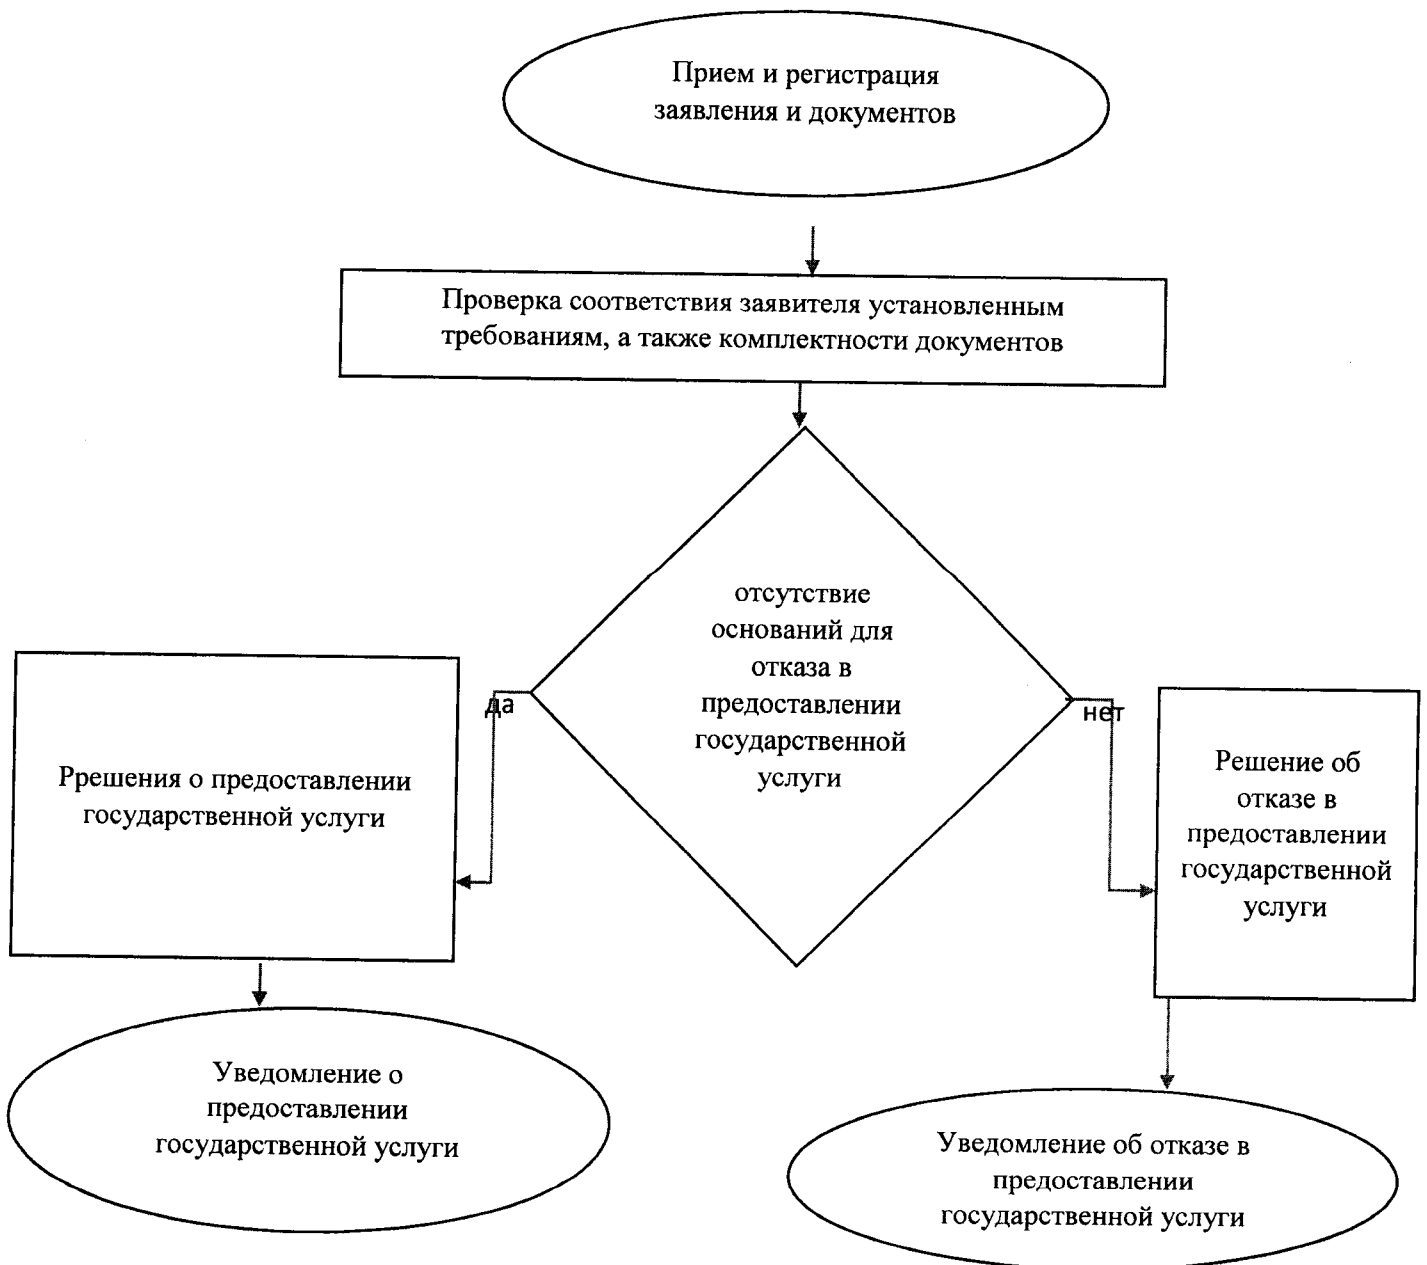 Прием и регистрация
заявления и документов
Проверка соответствия заявителя установленным
требованиям, а также комплектности документов
отсутствие
оснований для
отказа в
предоставлении
государственной
услуги
да
нет
Ррешения о предоставлении
государственной услуги
Решение об
отказе в
предоставлении
государственной
услуги
Уведомление о
предоставлении
государственной услуги
Уведомление об отказе в
предоставлении
государственной услуги